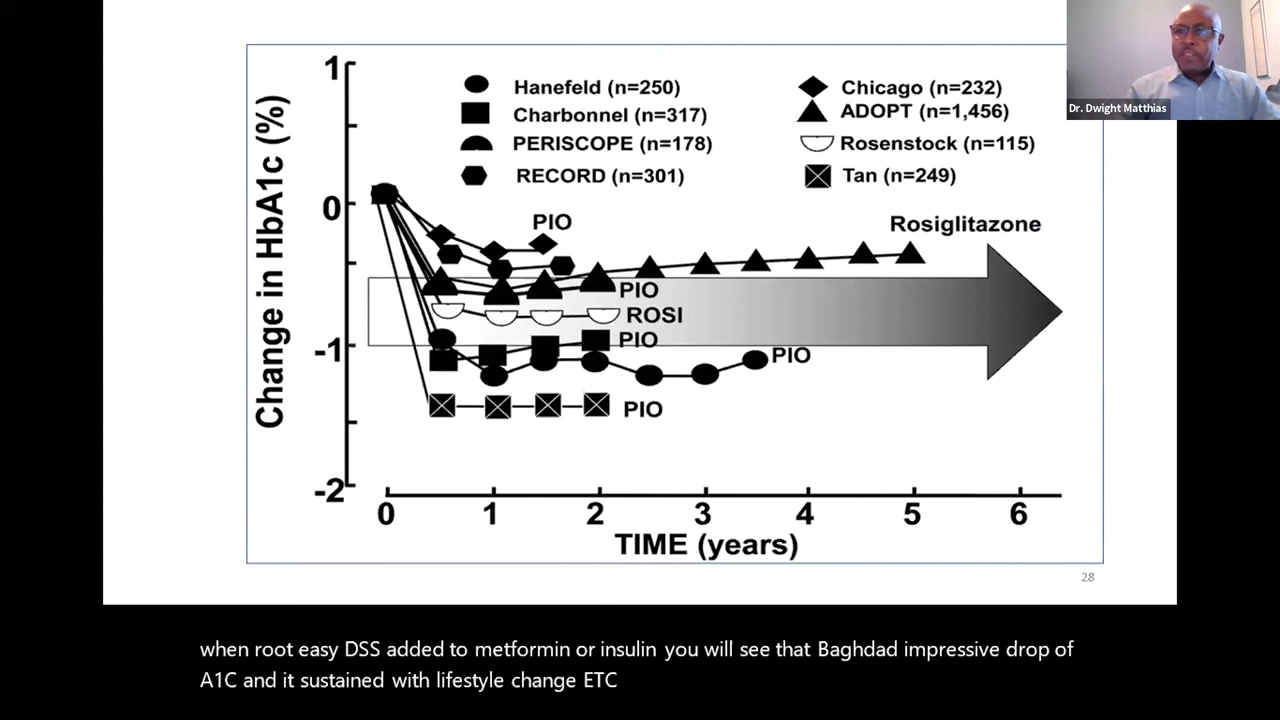 1
0
-1
-2
Change in HbA1c (%)
Hanefeld (n=250)
Charbonnel (n=317)
PERISCOPE (n=178)
RECORD (n=301)
Chicago (n=232)
ADOPT (n=1,456)
Rosenstock (n=115)
Tan (n=249)
PIO
Rosiglitazone
PIO
ROSI
PIO
PIO
PIO
0 1 2 3 4 5 6
TIME (years)
28
Dr. Dwight Matthias
when root easy DSS added to metformin or insulin you will see that Baghdad impressive drop of
A1C and it sustained with lifestyle change ETC